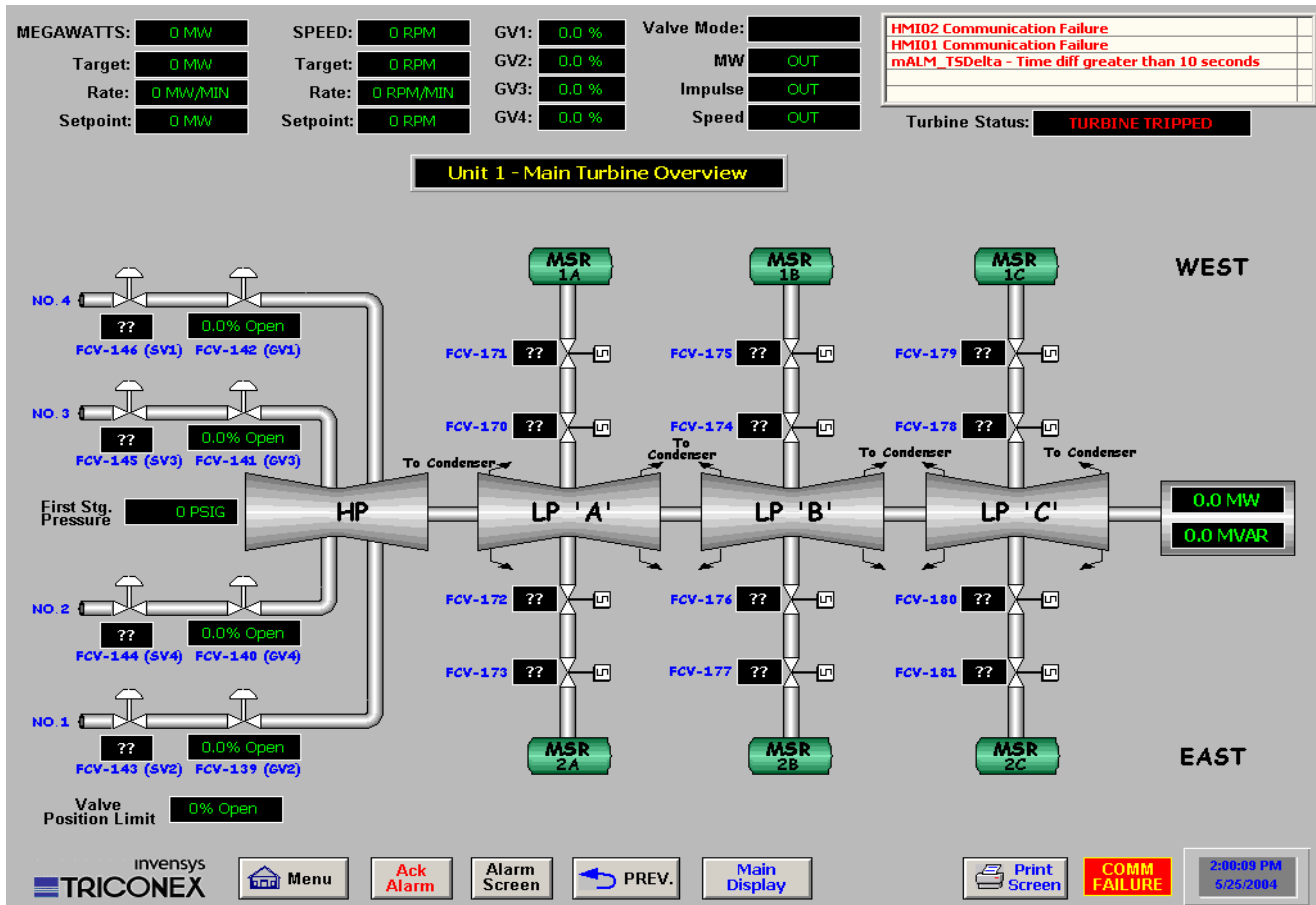 MEGAWATTS: 0 MW SPEED: 0 RPM GV1: 0.0 % Valve Mode:
Target: 0 MW Target: 0 RPM GV2: 0.0 % MW OUT
Rate: 0 MW/MIN Rate: 0 RPM/MIN GV3: 0.0 % Impulse OUT
Setpoint: 0 MW Setpoint: 0 RPM GV4: 0.0 % Speed OUT
HMI02 Communication Failure
HMI01 Communication Failure
mALM_TSDelta - Time diff greater than 10 seconds
Turbine Status: TURBINE TRIPPED
Unit 1 - Main Turbine Overview
MSR 1A
MSR 1B
MSR 1C
WEST
NO. 4
?? 0.0% Open
FCV-146 (SV1) FCV-142 (GV1)
FCV-171 ?? FCV-175 ?? FCV-179 ??
NO. 3
?? 0.0% Open
FCV-145 (SV3) FCV-141 (GV3)
FCV-170 ?? FCV-174 ?? FCV-178 ??
To Condenser
To
Condenser
To Condenser
To Condenser
First Stg.
Pressure
0 PSIG
HP
LP 'A'
LP 'B'
LP 'C'
0.0 MW
0.0 MVAR
NO. 2
?? 0.0% Open
FCV-144 (SV4) FCV-140 (GV4)
FCV-172 ?? FCV-176 ?? FCV-180 ??
FCV-173 ?? FCV-177 ?? FCV-181 ??
NO. 1
?? 0.0% Open
FCV-143 (SV2) FCV-139 (GV2)
MSR 2A
MSR 2B
MSR 2C
EAST
Valve
Position Limit
0% Open
invensys
TRICONEX
Menu
Ack
Alarm
Alarm
Screen
PREV.
Main
Display
Print
Screen
COMM
FAILURE
2:00:09 PM
5/25/2004